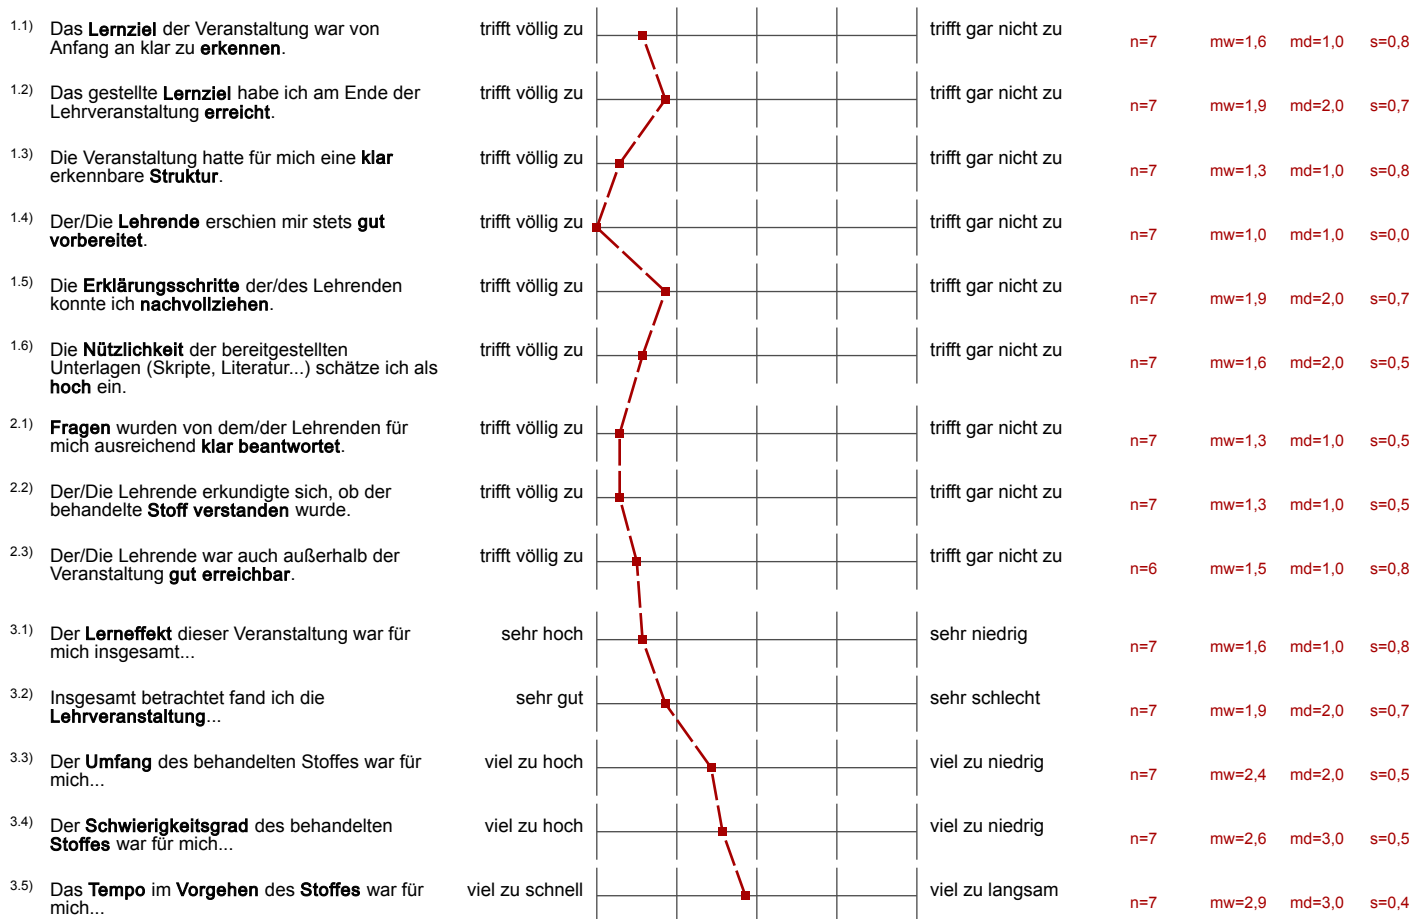 1.1) Das Lernziel der Veranstaltung war von trifft völlig zu trifft gar nicht zu
Anfang an klar zu erkennen. n=7 mw=1,6 md=1,0 s=0,8
1.2) Das gestellte Lernziel habe ich am Ende der trifft völlig zu trifft gar nicht zu
Lehrveranstaltung erreicht. n=7 mw=1,9 md=2,0 s=0,7
1.3) Die Veranstaltung hatte für mich eine klar trifft völlig zu trifft gar nicht zu
erkennbare Struktur. n=7 mw=1,3 md=1,0 s=0,8
1.4) Der/Die Lehrende erschien mir stets gut trifft völlig zu trifft gar nicht zu
vorbereitet. n=7 mw=1,0 md=1,0 s=0,0
1.5) Die Erklärungsschritte der/des Lehrenden trifft völlig zu trifft gar nicht zu
konnte ich nachvollziehen. n=7 mw=1,9 md=2,0 s=0,7
1.6) Die Nützlichkeit der bereitgestellten trifft völlig zu trifft gar nicht zu
Unterlagen (Skripte, Literatur...) schätze ich als n=7 mw=1,6 md=2,0 s=0,5
hoch ein.
2.1) Fragen wurden von dem/der Lehrenden für trifft völlig zu trifft gar nicht zu
mich ausreichend klar beantwortet. n=7 mw=1,3 md=1,0 s=0,5
2.2) Der/Die Lehrende erkundigte sich, ob der trifft völlig zu trifft gar nicht zu
behandelte Stoff verstanden wurde. n=7 mw=1,3 md=1,0 s=0,5
2.3) Der/Die Lehrende war auch außerhalb der trifft völlig zu trifft gar nicht zu
Veranstaltung gut erreichbar. n=6 mw=1,5 md=1,0 s=0,8
3.1) Der Lerneffekt dieser Veranstaltung war für sehr hoch sehr niedrig
mich insgesamt... n=7 mw=1,6 md=1,0 s=0,8
3.2) Insgesamt betrachtet fand ich die sehr gut sehr schlecht
Lehrveranstaltung... n=7 mw=1,9 md=2,0 s=0,7
3.3) Der Umfang des behandelten Stoffes war für viel zu hoch viel zu niedrig
mich... n=7 mw=2,4 md=2,0 s=0,5
3.4) Der Schwierigkeitsgrad des behandelten viel zu hoch viel zu niedrig
Stoffes war für mich... n=7 mw=2,6 md=3,0 s=0,5
3.5) Das Tempo im Vorgehen des Stoffes war für viel zu schnell viel zu langsam
mich... n=7 mw=2,9 md=3,0 s=0,4